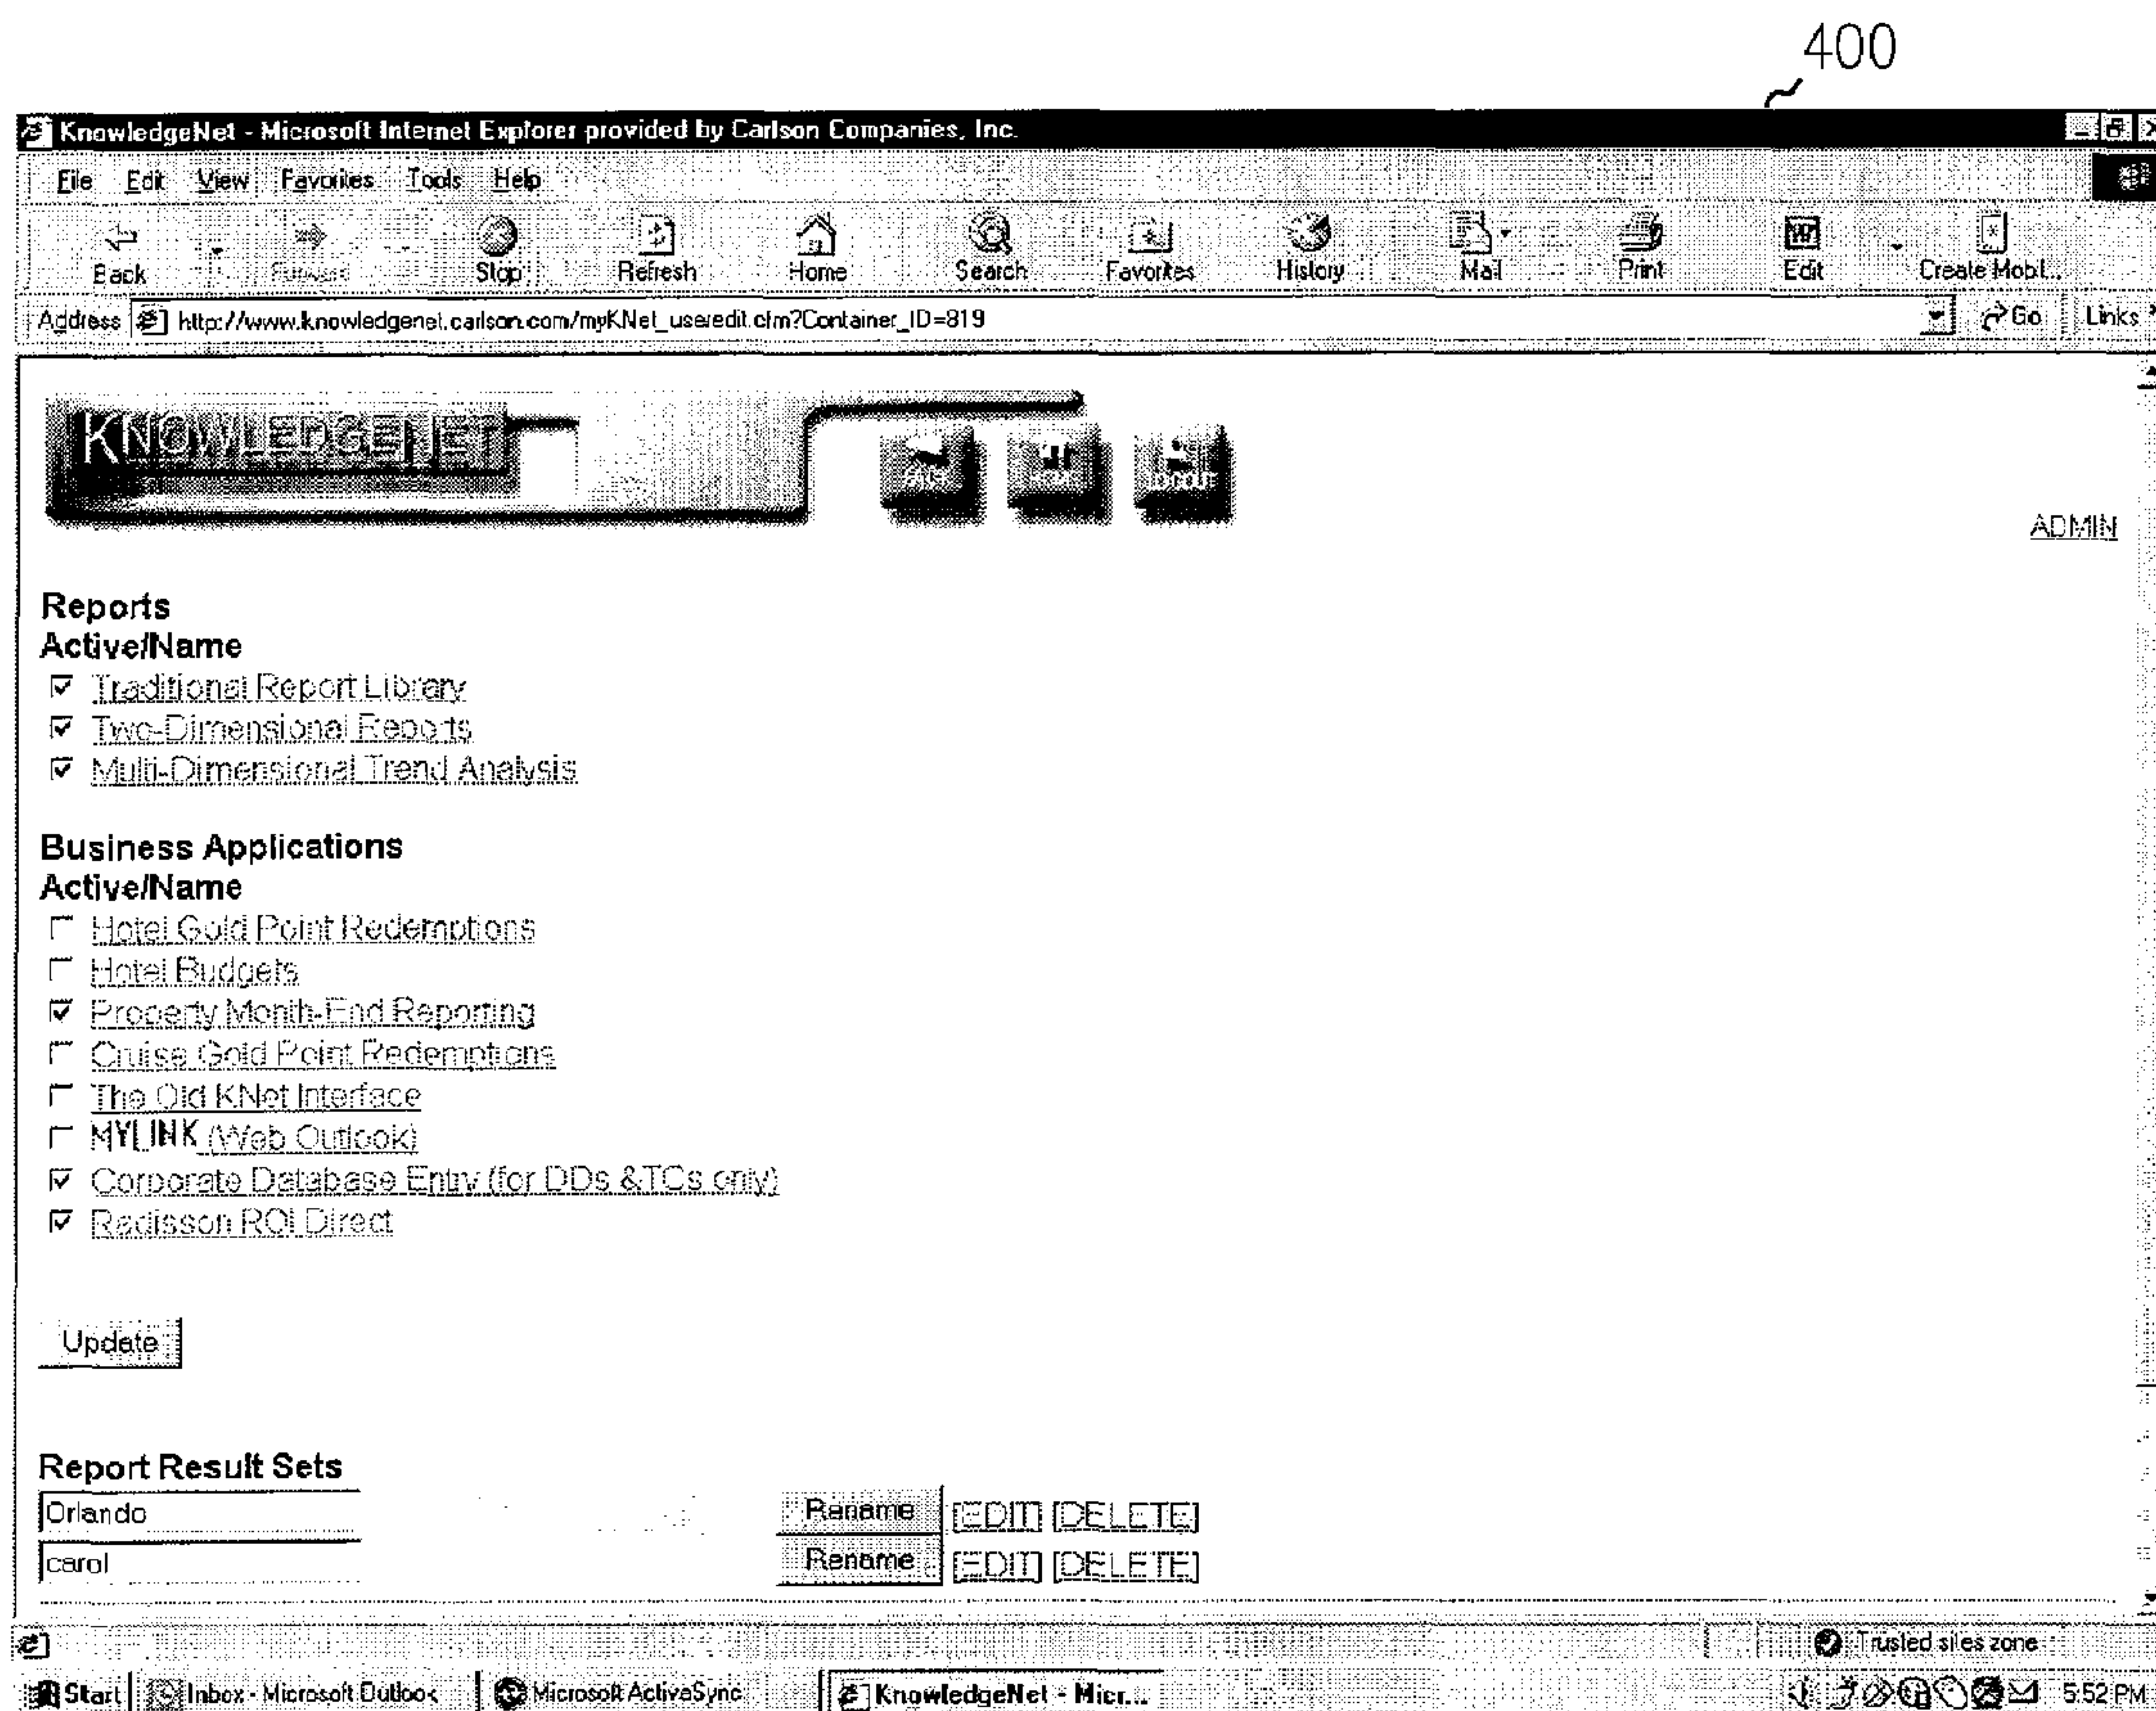 400
KnowledgeNet - Microsoft Internet Explorer provided by Carlson Companies, Inc.
File Edit View Favorites Tools Help
Back Forward Stop Refresh Home Search Favorites History Mail Print Edit Create Mobil...
Address http://www.knowledgenet.carlson.com/myKNet_useredit.cfm?Container_ID=819 Go Links »
KNOWLEDGENET LOGOUT
ADMIN
Reports
Active/Name
Traditional Report Library
Two-Dimensional Reports
Multi-Dimensional Trend Analysis
Business Applications
Active/Name
Hotel Gold Point Redemptions
Hotel Budgets
Property Month-End Reporting
Cruise Gold Point Redemptions
The Old KNet Interface
MYLINK (Web Outlook)
Corporate Database Entry (for DDs &TCs only)
Radisson ROI Direct
Update
Report Result Sets
Orlando Rename [EDIT] [DELETE]
carol Rename [EDIT] [DELETE]
Trusted sites zone
Start Inbox - Microsoft Outlook Microsoft ActiveSync KnowledgeNet - Micr... 5:52 PM